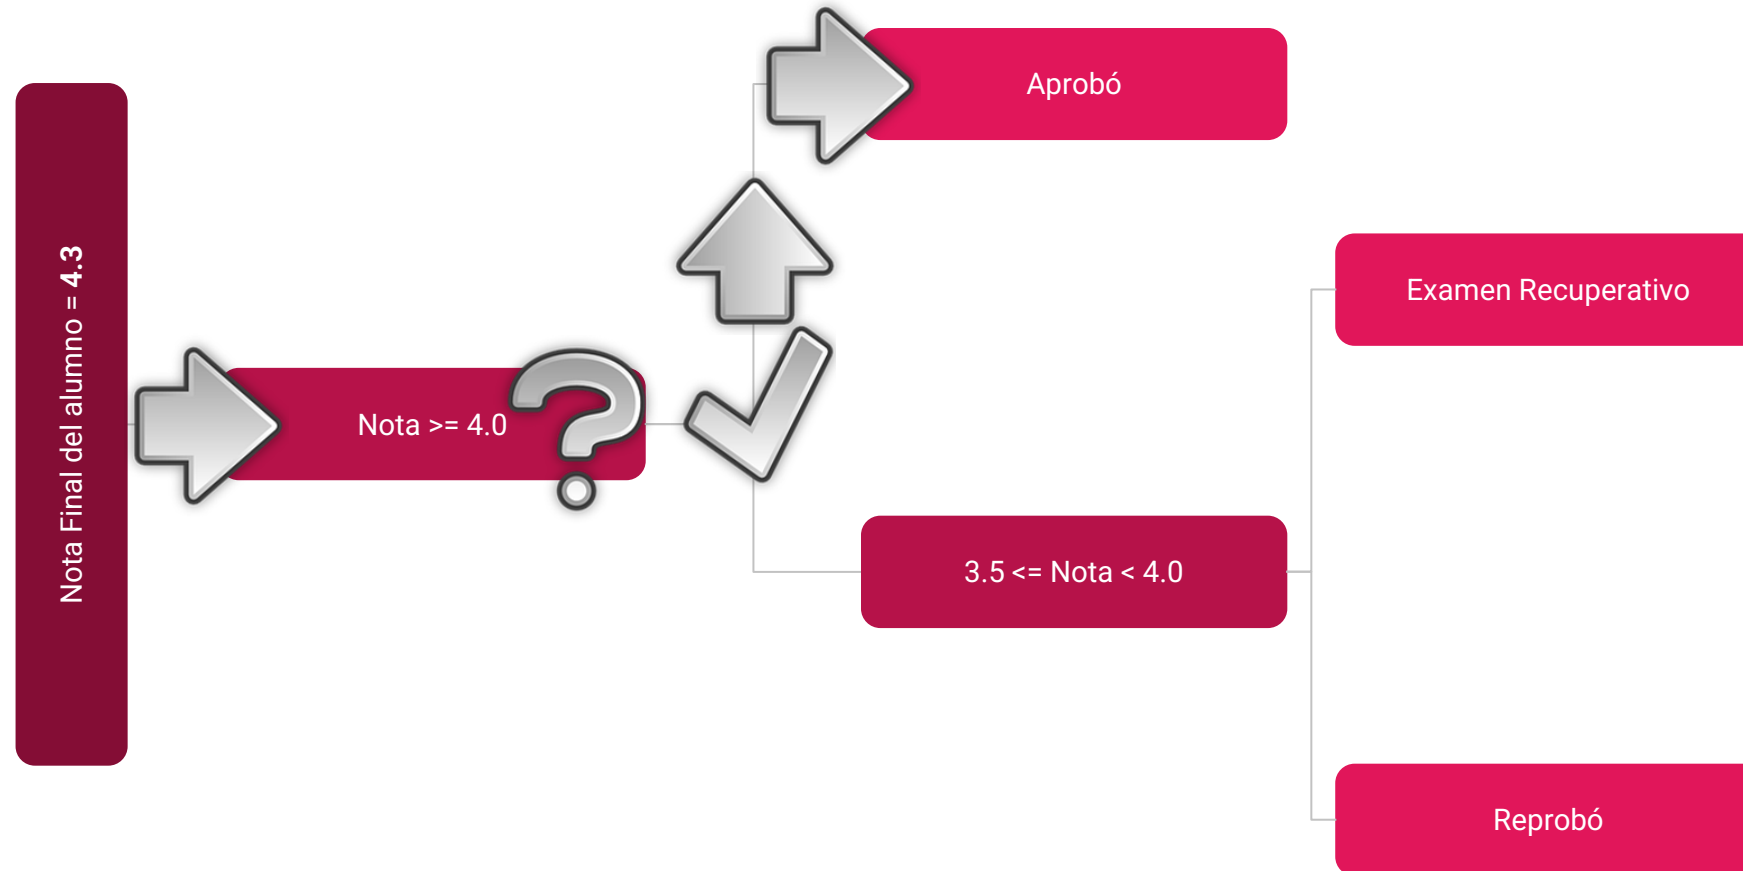 Nota Final del alumno = 4.3
Nota >= 4.0
Aprobó
3.5 <= Nota < 4.0
Examen Recuperativo
Reprobó